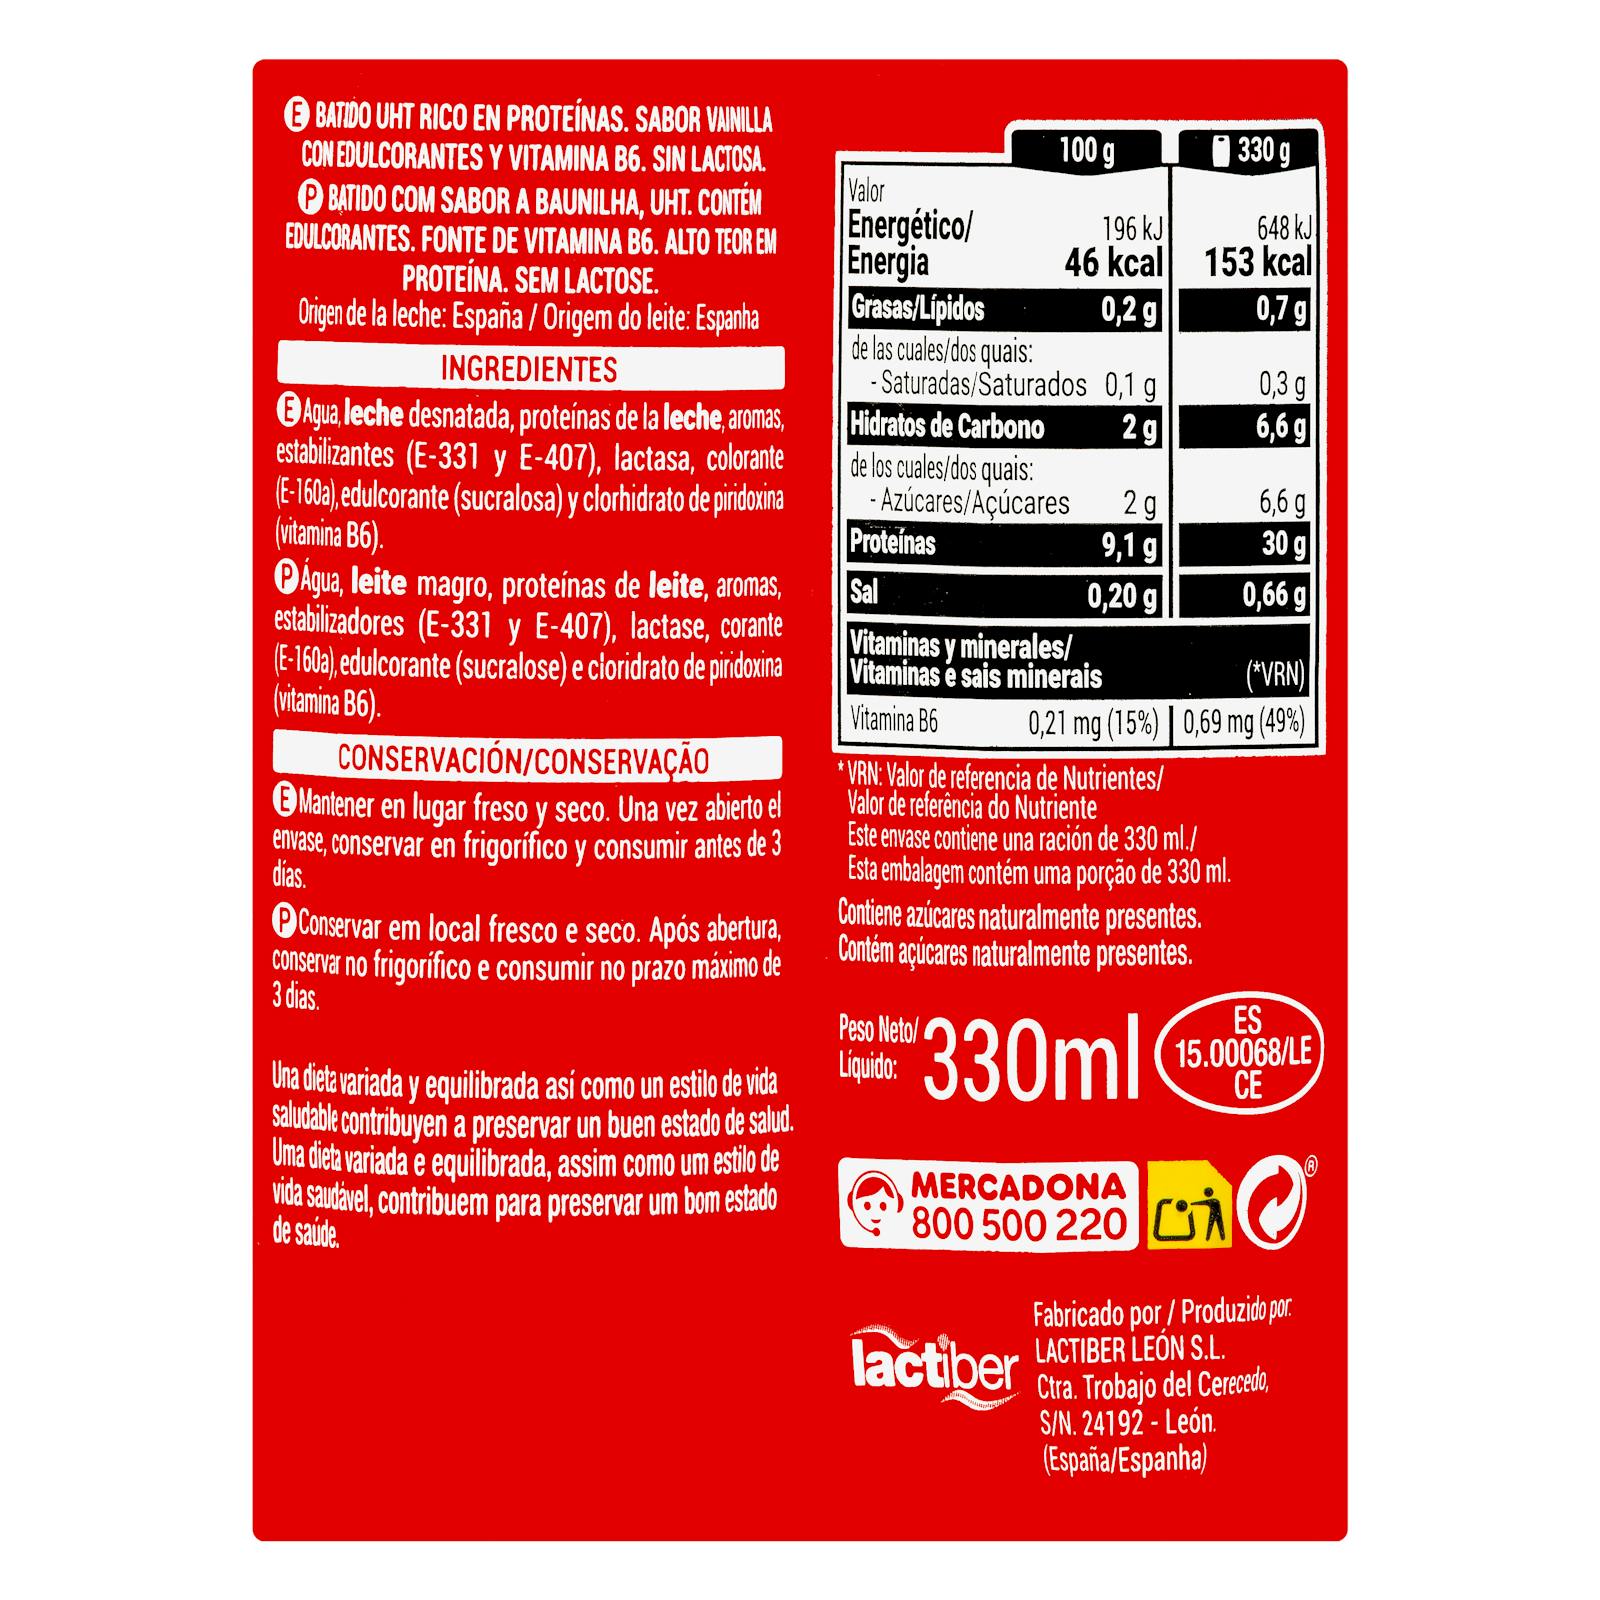 E BATIDO UHT RICO EN PROTEÍNAS. SABOR VAINILLA
CON EDULCORANTES Y VITAMINA B6. SIN LACTOSA.
P BATIDO COM SABOR A BAUNILHA, UHT. CONTÉM
EDULCORANTES. FONTE DE VITAMINA B6. ALTO TEOR EM
PROTEÍNA. SEM LACTOSE.
Origen de la leche: España / Origem do leite: Espanha
INGREDIENTES
E Agua, leche desnatada, proteínas de la leche, aromas,
estabilizantes (E-331 y E-407), lactasa, colorante
(E-160a), edulcorante (sucralosa) y clorhidrato de piridoxina
(vitamina B6).
P Água, leite magro, proteínas de leite, aromas,
estabilizadores (E-331 y E-407), lactase, corante
(E-160a), edulcorante (sucralose) e cloridrato de piridoxina
(vitamina B6).
CONSERVACIÓN/CONSERVAÇÃO
E Mantener en lugar freso y seco. Una vez abierto el
envase, conservar en frigorífico y consumir antes de 3
días.
P Conservar em local fresco e seco. Após abertura,
conservar no frigorífico e consumir no prazo máximo de
3 dias.
Una dieta variada y equilibrada así como un estilo de vida
saludable contribuyen a preservar un buen estado de salud.
Uma dieta variada e equilibrada, assim como um estilo de
vida saudável, contribuem para preservar um bom estado
de saúde.
100 g 330 g
Valor
Energético/ 196 kJ 648 kJ
Energia 46 kcal 153 kcal
Grasas/Lípidos 0,2 g 0,7 g
de las cuales/dos quais:
- Saturadas/Saturados 0,1 g 0,3 g
Hidratos de Carbono 2 g 6,6 g
de los cuales/dos quais:
- Azúcares/Açúcares 2 g 6,6 g
Proteínas 9,1 g 30 g
Sal 0,20 g 0,66 g
Vitaminas y minerales/
Vitaminas e sais minerais (*VRN)
Vitamina B6 0,21 mg (15%) 0,69 mg (49%)
* VRN: Valor de referencia de Nutrientes/
Valor de referência do Nutriente
Este envase contiene una ración de 330 ml./
Esta embalagem contém uma porção de 330 ml.
Contiene azúcares naturalmente presentes.
Contém açúcares naturalmente presentes.
Peso Neto/
Líquido: 330ml
ES
15.00068/LE
CE
MERCADONA
800 500 220
®
lactiber
Fabricado por / Produzido por:
LACTIBER LEÓN S.L.
Ctra. Trobajo del Cerecedo,
S/N. 24192 - León.
(España/Espanha)